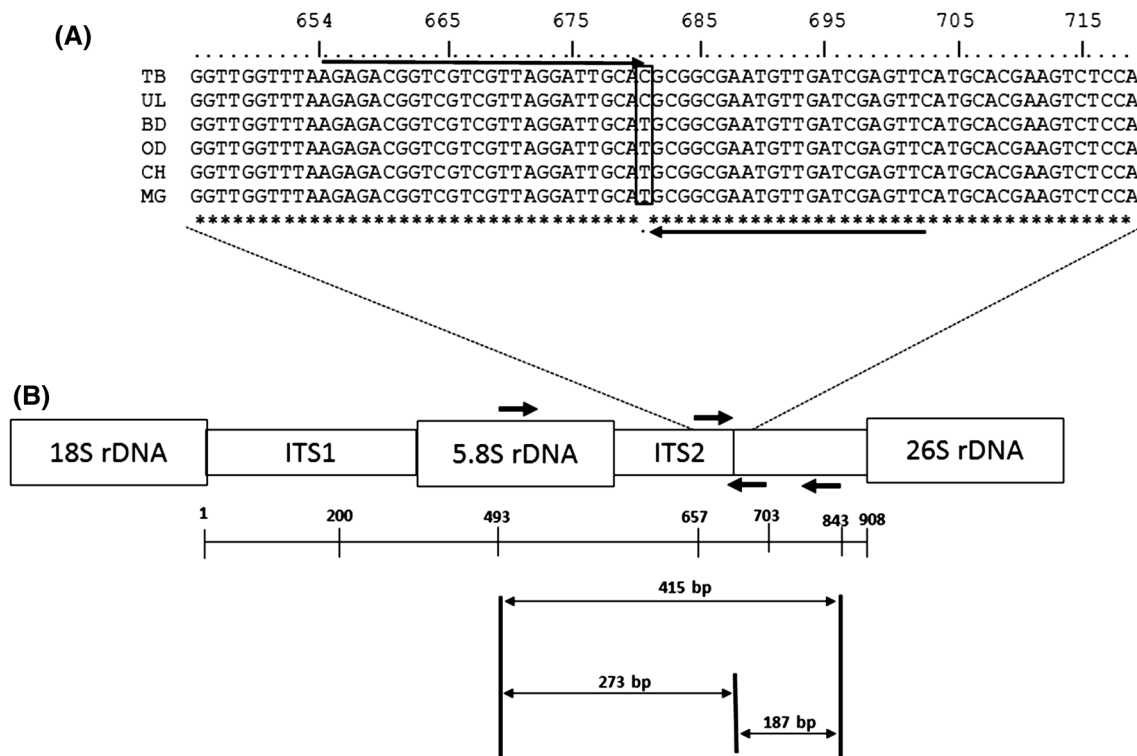 (A)
654 665 675 685 695 705 715
TB GGTTGGTTTAAGAGACGGTCGTCGTTAGGATTGCACGCGGCGAATGTTGATCGAGTTCATGCACGAAGTCTCCA
UL GGTTGGTTTAAGAGACGGTCGTCGTTAGGATTGCACGCGGCGAATGTTGATCGAGTTCATGCACGAAGTCTCCA
BD GGTTGGTTTAAGAGACGGTCGTCGTTAGGATTGCATGCGGCGAATGTTGATCGAGTTCATGCACGAAGTCTCCA
OD GGTTGGTTTAAGAGACGGTCGTCGTTAGGATTGCATGCGGCGAATGTTGATCGAGTTCATGCACGAAGTCTCCA
CH GGTTGGTTTAAGAGACGGTCGTCGTTAGGATTGCATGCGGCGAATGTTGATCGAGTTCATGCACGAAGTCTCCA
MG GGTTGGTTTAAGAGACGGTCGTCGTTAGGATTGCATGCGGCGAATGTTGATCGAGTTCATGCACGAAGTCTCCA
(B)
18S rDNA ITS1 5.8S rDNA ITS2 26S rDNA
1 200 493 657 703 843 908
415 bp
273 bp
187 bp